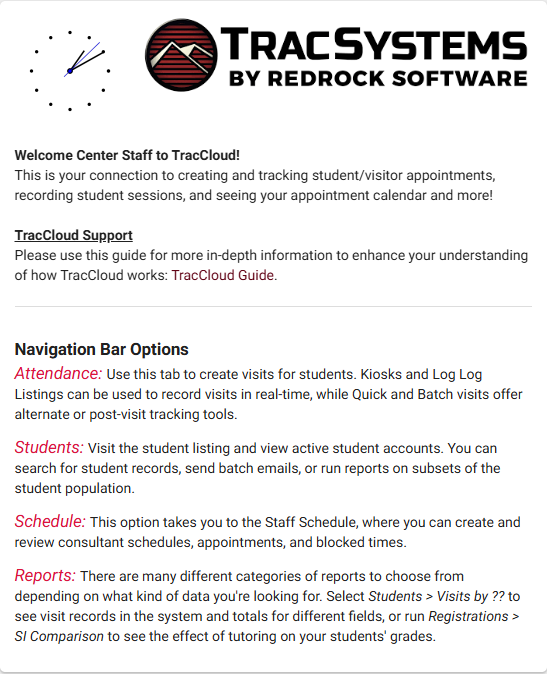 TRACSYSTEMS
BY REDROCK SOFTWARE
Welcome Center Staff to TracCloud!
This is your connection to creating and tracking student/visitor appointments,
recording student sessions, and seeing your appointment calendar and more!
TracCloud Support
Please use this guide for more in-depth information to enhance your understanding
of how TracCloud works: TracCloud Guide.
Navigation Bar Options
Attendance: Use this tab to create visits for students. Kiosks and Log Log
Listings can be used to record visits in real-time, while Quick and Batch visits offer
alternate or post-visit tracking tools.
Students: Visit the student listing and view active student accounts. You can
search for student records, send batch emails, or run reports on subsets of the
student population.
Schedule: This option takes you to the Staff Schedule, where you can create and
review consultant schedules, appointments, and blocked times.
Reports: There are many different categories of reports to choose from
depending on what kind of data you're looking for. Select Students > Visits by ?? to
see visit records in the system and totals for different fields, or run Registrations >
SI Comparison to see the effect of tutoring on your students' grades.